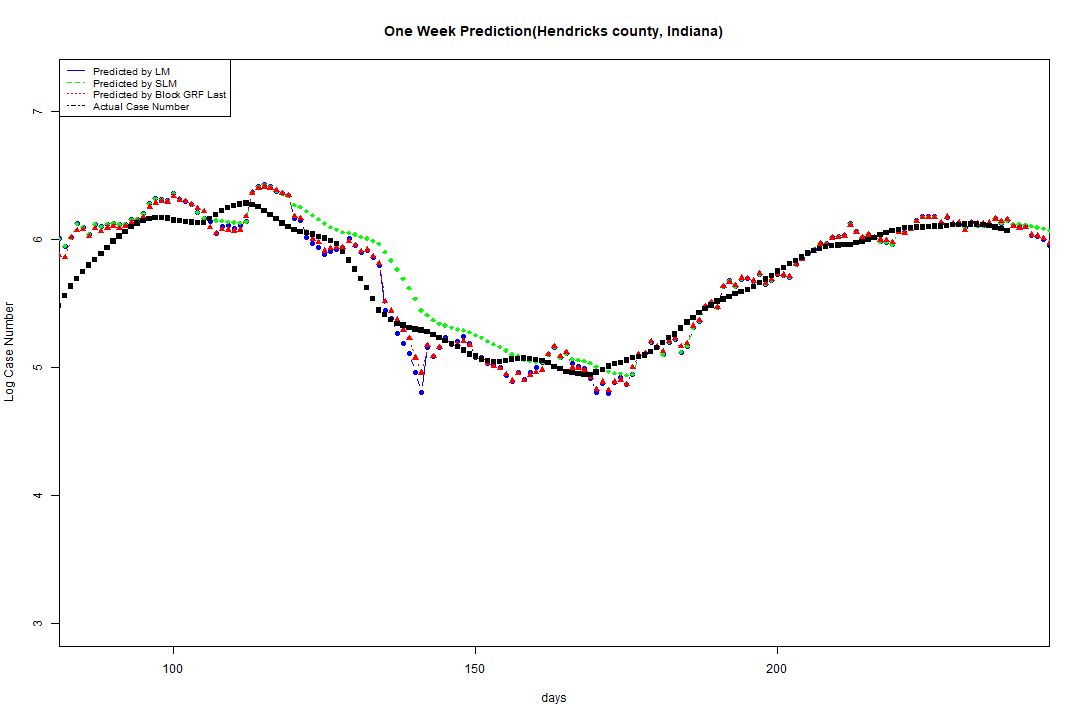 One Week Prediction(Hendricks county, Indiana)
Predicted by LM
Predicted by SLM
Predicted by Block GRF Last
Actual Case Number
7
6
5
4
3
Log Case Number
100
150
200
days